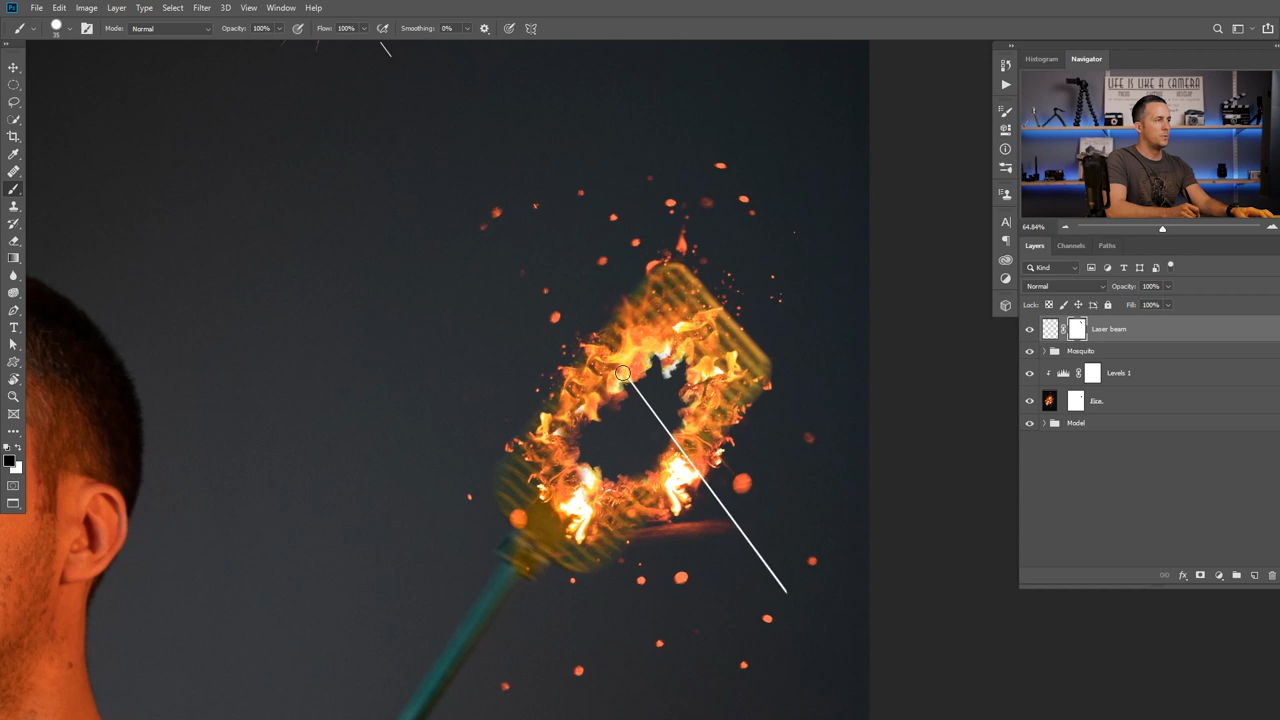 Ps File Edit Image Layer Type Select Filter 3D View Window Help
35 Mode: Normal Opacity: 100% Flow: 100% Smoothing: 0%
Histogram Navigator
LIFE IS LIKE A CAMERA
64.84%
Layers Channels Paths
Kind
Normal Opacity: 100%
Lock: Fill: 100%
Laser beam
Mosquito
Levels 1
Model